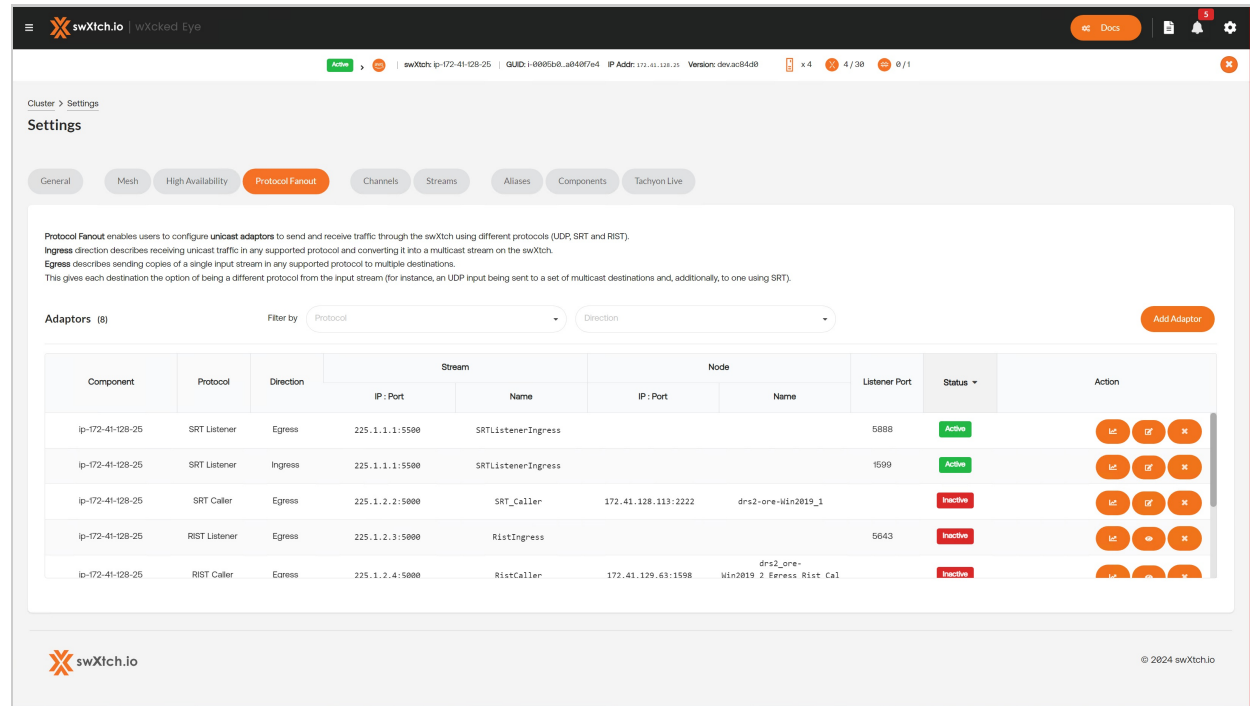 swXtch.io | wXcked Eye
Docs
5
Active > aws | swXtch: ip-172-41-128-25 | GUID: i-0005b0...a040f7e4 IP Addr: 172.41.128.25 Version: dev.ac84d0 x 4 4/30 0/1
Cluster > Settings
Settings
General Mesh High Availability Protocol Fanout Channels Streams Aliases Components Tachyon Live
Protocol Fanout enables users to configure unicast adaptors to send and receive traffic through the swXtch using different protocols (UDP, SRT and RIST).
Ingress direction describes receiving unicast traffic in any supported protocol and converting it into a multicast stream on the swXtch.
Egress describes sending copies of a single input stream in any supported protocol to multiple destinations.
This gives each destination the option of being a different protocol from the input stream (for instance, an UDP input being sent to a set of multicast destinations and, additionally, to one using SRT).
Adaptors (8) Filter by Protocol Direction Add Adaptor
Component Protocol Direction Stream Node Listener Port Status Action
IP : Port Name IP : Port Name
ip-172-41-128-25 SRT Listener Egress 225.1.1.1:5500 SRTListenerIngress 5888 Active
ip-172-41-128-25 SRT Listener Ingress 225.1.1.1:5500 SRTListenerIngress 1599 Active
ip-172-41-128-25 SRT Caller Egress 225.1.2.2:5000 SRT_Caller 172.41.128.113:2222 drs2-ore-Win2019_1 Inactive
ip-172-41-128-25 RIST Listener Egress 225.1.2.3:5000 RistIngress 5643 Inactive
ip-172-41-128-25 RIST Caller Egress 225.1.2.4:5000 RistCaller 172.41.129.63:1598 drs2_ore-
Win2019_2 Egress Rist Cal Inactive
swXtch.io
© 2024 swXtch.io